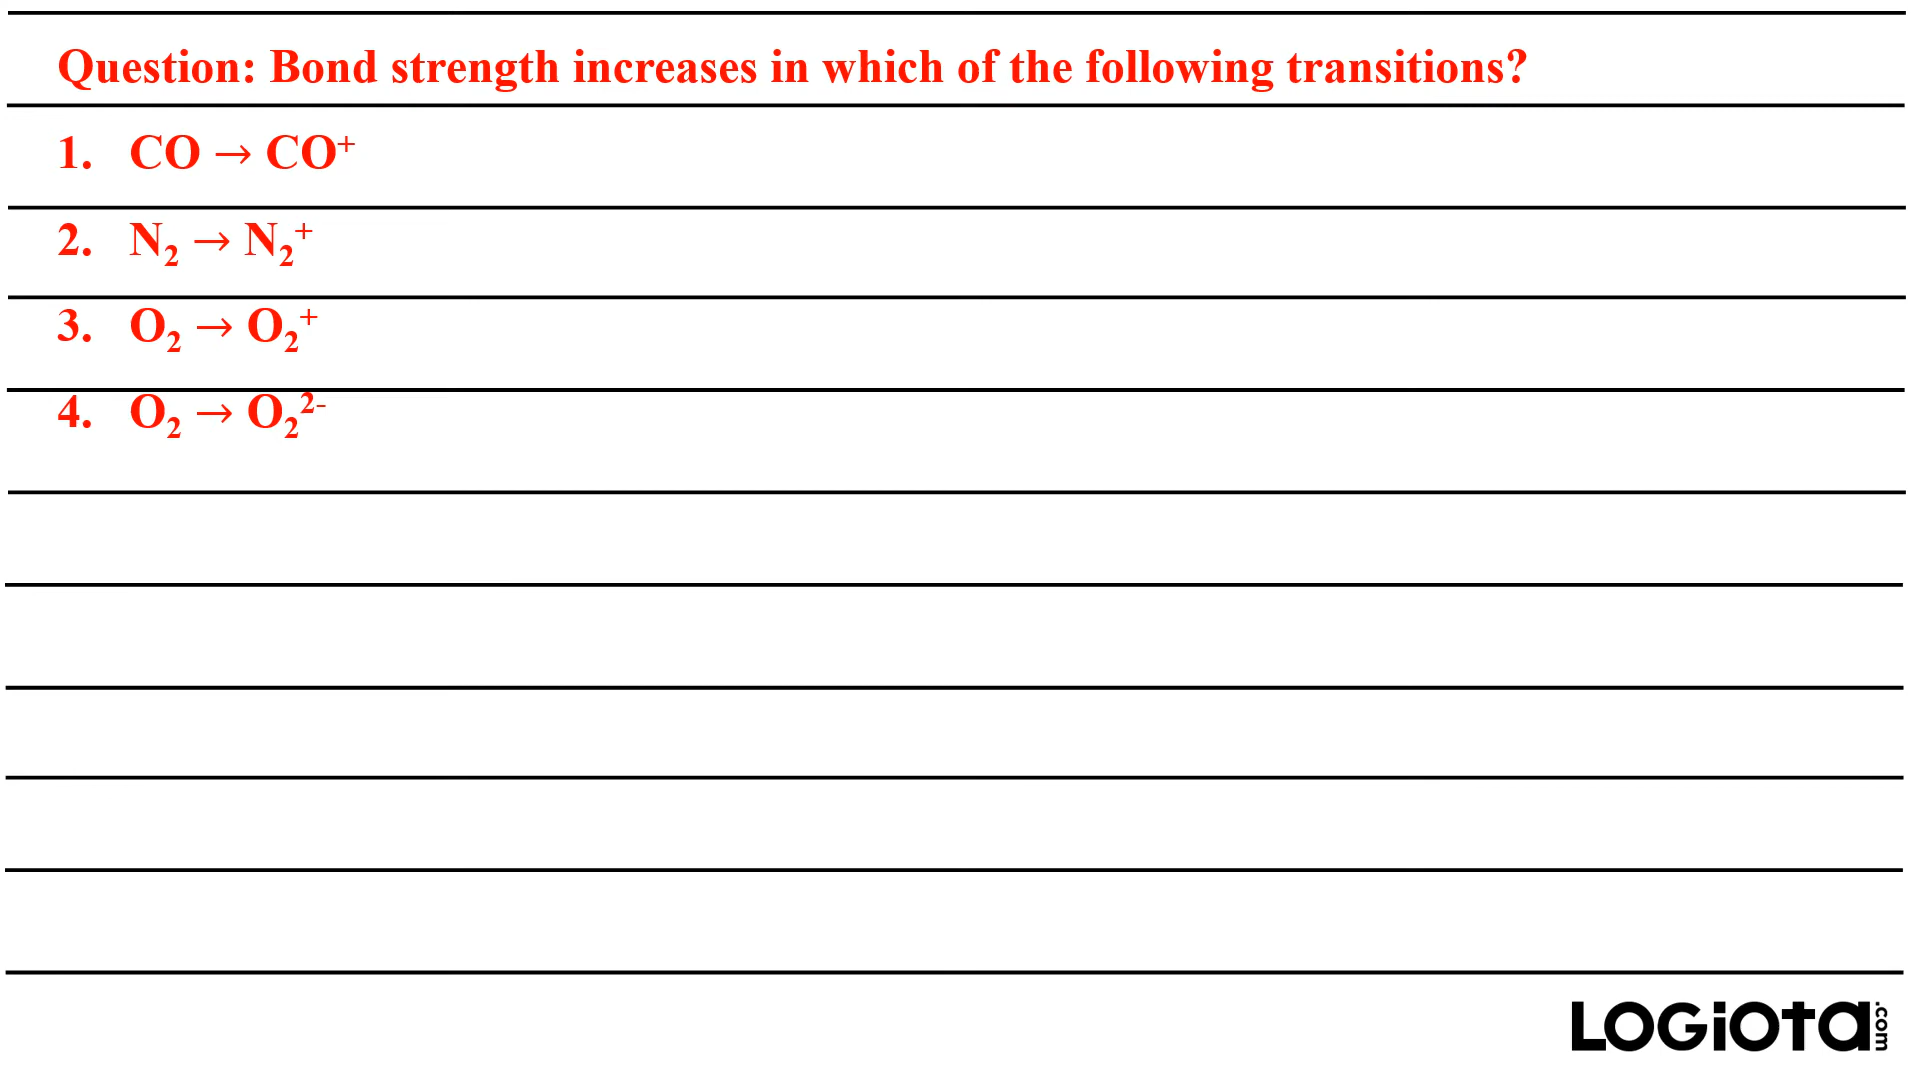 Question: Bond strength increases in which of the following transitions?
1. CO → CO⁺
2. N₂ → N₂⁺
3. O₂ → O₂⁺
4. O₂ → O₂²⁻
LOGiOta.com